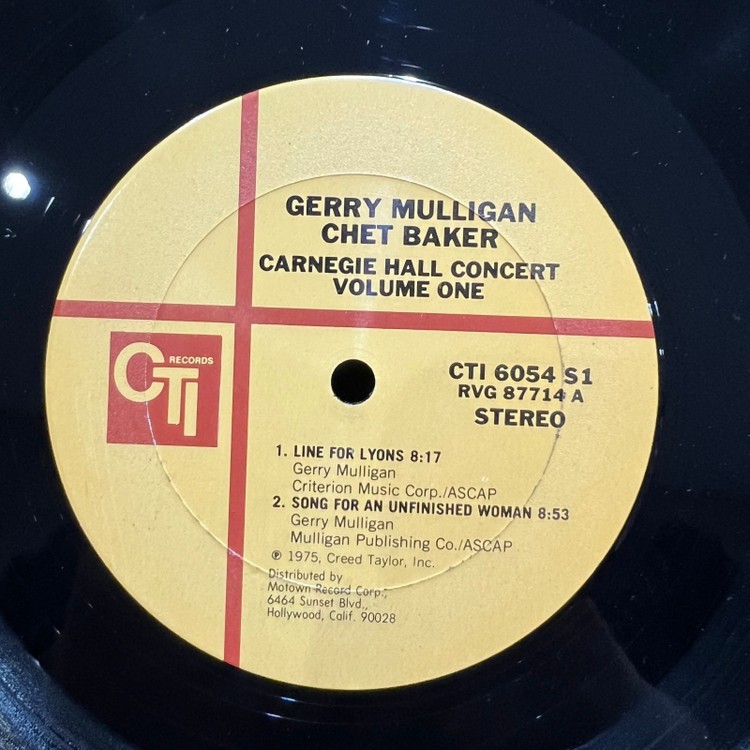 GERRY MULLIGAN
CHET BAKER
CARNEGIE HALL CONCERT
VOLUME ONE
CTI RECORDS
CTI 6054 S1
RVG 87714 A
STEREO
1. LINE FOR LYONS 8:17
Gerry Mulligan
Criterion Music Corp./ASCAP
2. SONG FOR AN UNFINISHED WOMAN 8:53
Gerry Mulligan
Mulligan Publishing Co./ASCAP
℗ 1975, Creed Taylor, Inc.
Distributed by
Motown Record Corp.,
6464 Sunset Blvd.,
Hollywood, Calif. 90028